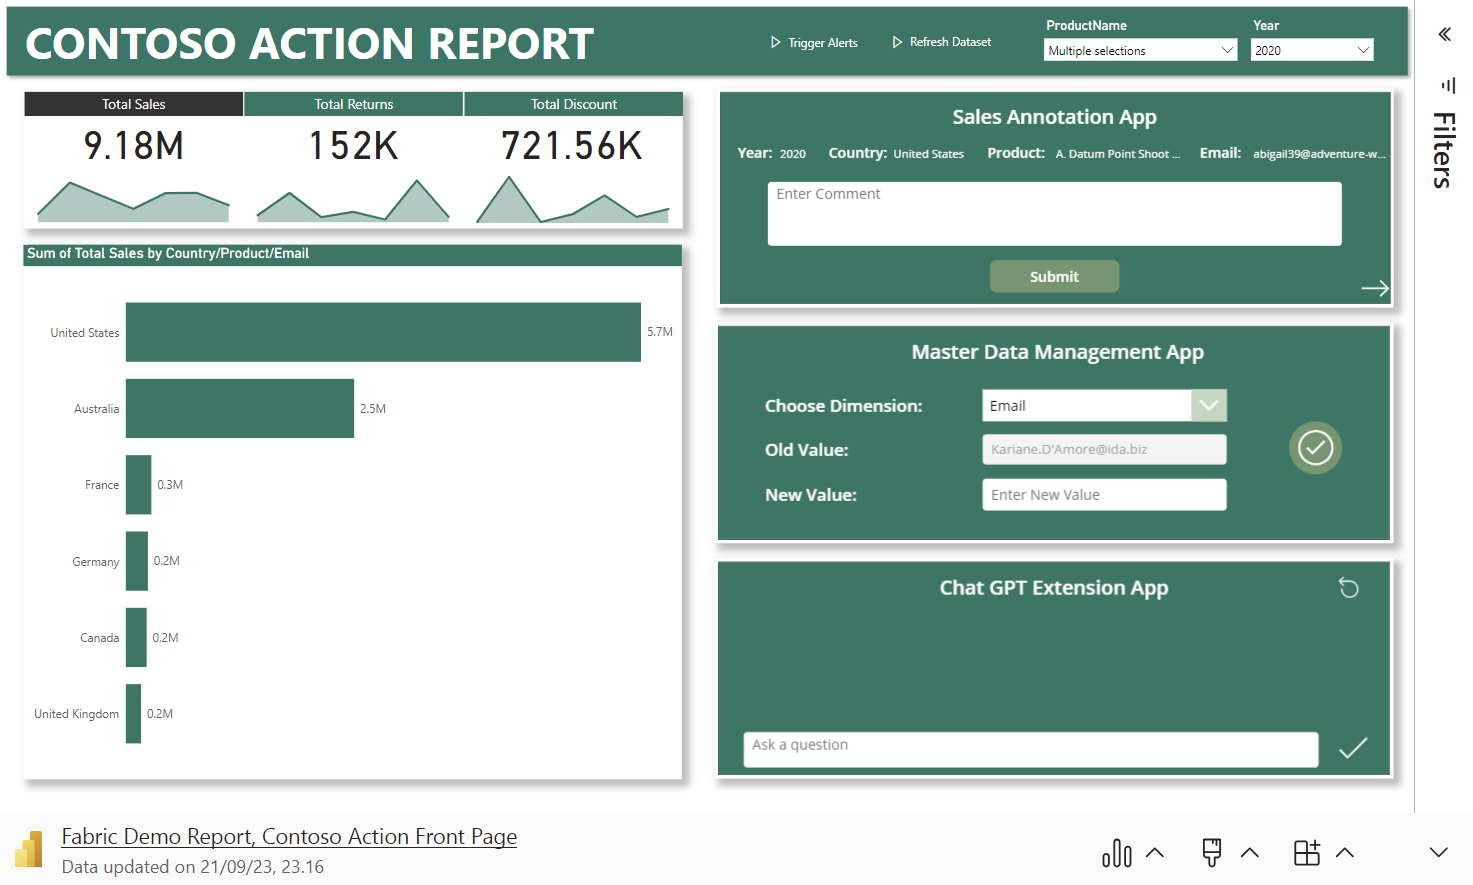 CONTOSO ACTION REPORT
Trigger Alerts
Refresh Dataset
ProductName
Multiple selections
Year
2020
Total Sales
9.18M
Total Returns
152K
Total Discount
721.56K
Sum of Total Sales by Country/Product/Email
United States 5.7M
Australia 2.5M
France 0.3M
Germany 0.2M
Canada 0.2M
United Kingdom 0.2M
Sales Annotation App
Year: 2020 Country: United States Product: A. Datum Point Shoot ... Email: abigail39@adventure-w...
Enter Comment
Submit
Master Data Management App
Choose Dimension: Email
Old Value: Kariane.D'Amore@ida.biz
New Value: Enter New Value
Chat GPT Extension App
Ask a question
Filters
Fabric Demo Report, Contoso Action Front Page
Data updated on 21/09/23, 23.16